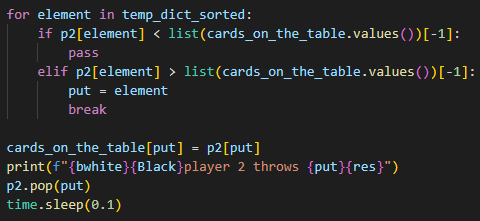 for element in temp_dict_sorted:
    if p2[element] < list(cards_on_the_table.values())[-1]:
        pass
    elif p2[element] > list(cards_on_the_table.values())[-1]:
        put = element
        break

cards_on_the_table[put] = p2[put]
print(f"{bwhite}{Black}player 2 throws {put}{res}")
p2.pop(put)
time.sleep(0.1)